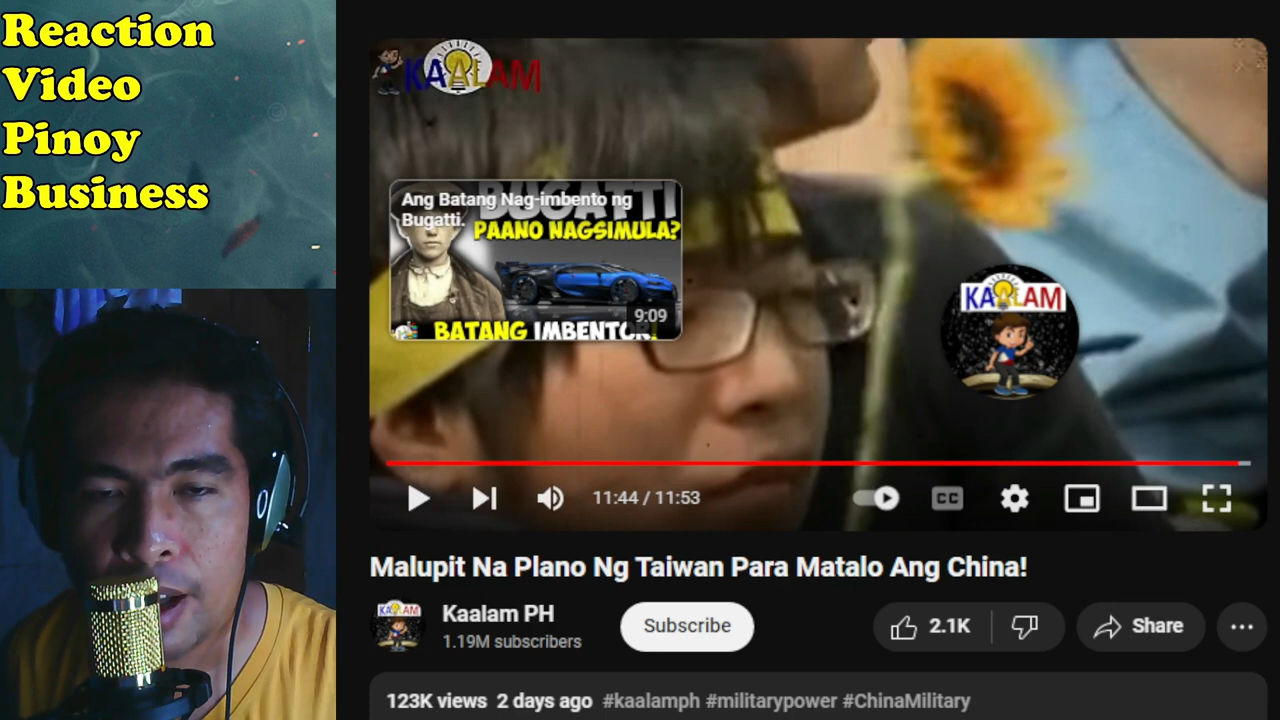 Reaction
Video
Pinoy
Business
KAALAM
Ang Batang Nag-imbento ng
Bugatti.
BUGATTI
PAANO NAGSIMULA?
9:09
BATANG IMBENTOR!
KAALAM
11:44 / 11:53
CC
Malupit Na Plano Ng Taiwan Para Matalo Ang China!
KAALAM
Kaalam PH
1.19M subscribers
Subscribe
2.1K
Share
123K views 2 days ago #kaalamph #militarypower #ChinaMilitary